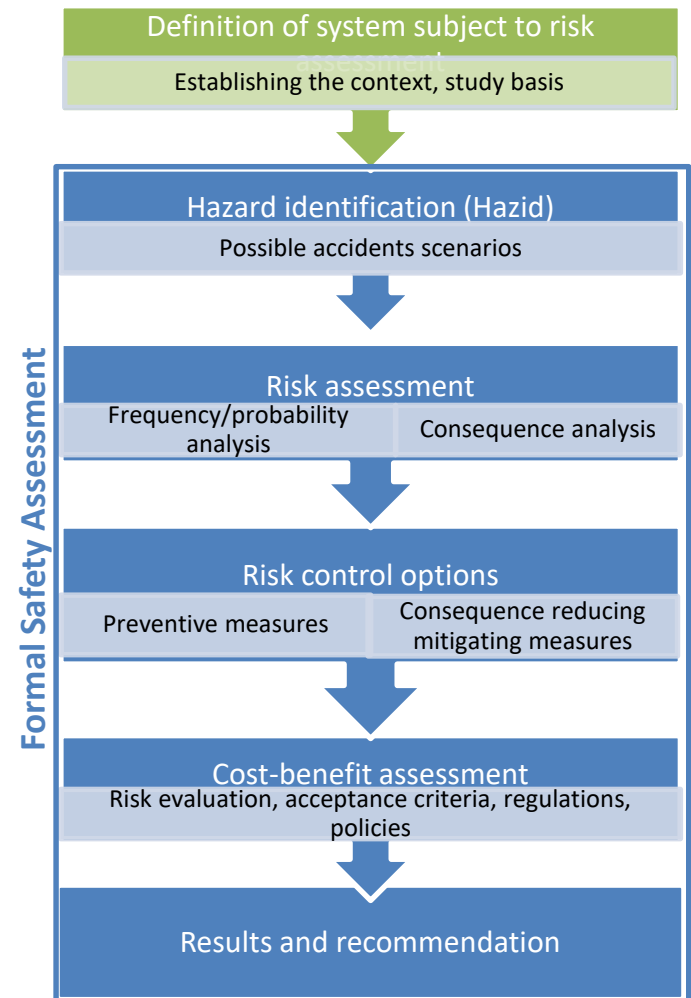 Definition of system subject to risk
assessment
Establishing the context, study basis
Formal Safety Assessment
Hazard identification (Hazid)
Possible accidents scenarios
Risk assessment
Frequency/probability
analysis
Consequence analysis
Risk control options
Preventive measures
Consequence reducing
mitigating measures
Cost-benefit assessment
Risk evaluation, acceptance criteria, regulations,
policies
Results and recommendation